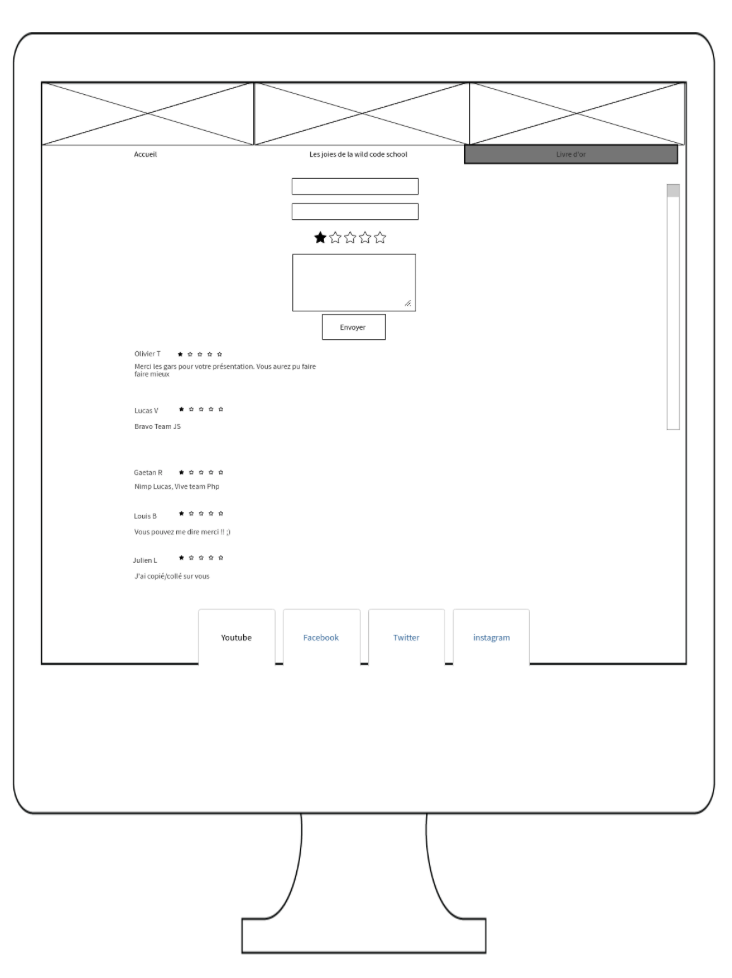 Accueil
Les joies de la wild code school
Livre d'or
Envoyer
Olivier T
Merci les gars pour votre présentation. Vous aurez pu faire
faire mieux
Lucas V
Bravo Team JS
Gaetan R
Nimp Lucas, Vive team Php
Louis B
Vous pouvez me dire merci !! ;)
Julien L
J'ai copié/collé sur vous
Youtube
Facebook
Twitter
instagram